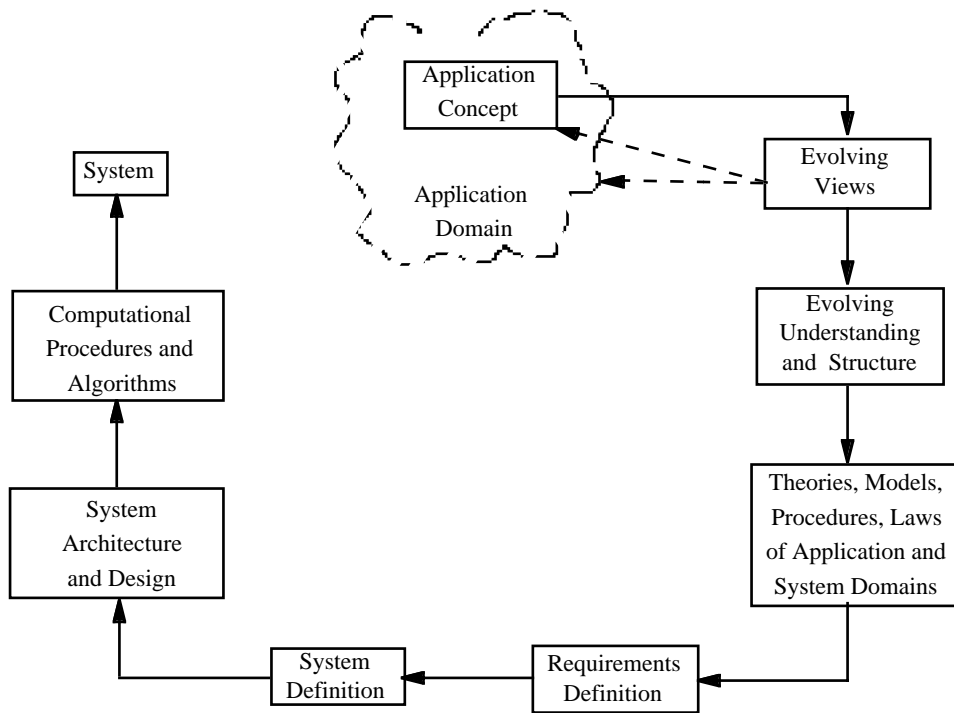 Application
Concept
Application
Domain
Evolving
Views
Evolving
Understanding
and Structure
Theories, Models,
Procedures, Laws
of Application and
System Domains
Requirements
Definition
System
Definition
System
Architecture
and Design
Computational
Procedures and
Algorithms
System